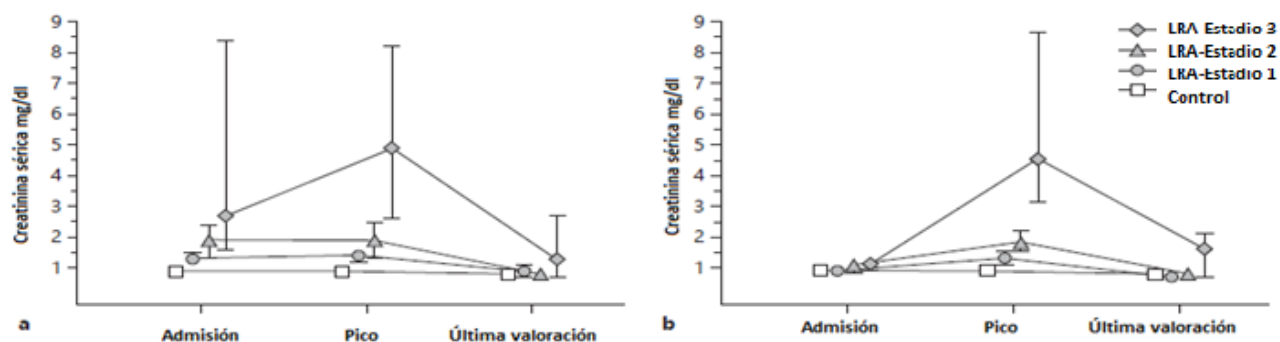 Creatinina sérica mg/dl
9
8
7
6
5
4
3
2
1
a
Admisión Pico Última valoración
Creatinina sérica mg/dl
9
8
7
6
5
4
3
2
1
b
Admisión Pico Última valoración
LRA-Estadio 3
LRA-Estadio 2
LRA-Estadio 1
Control